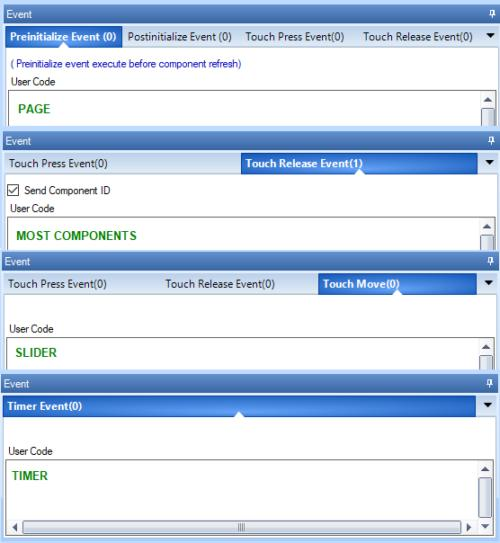 Event
Preinitialize Event (0) Postinitialize Event (0) Touch Press Event(0) Touch Release Event(0)
( Preinitialize event execute before component refresh)
User Code
PAGE
Event
Touch Press Event(0) Touch Release Event(1)
Send Component ID
User Code
MOST COMPONENTS
Event
Touch Press Event(0) Touch Release Event(0) Touch Move(0)
User Code
SLIDER
Event
Timer Event(0)
User Code
TIMER